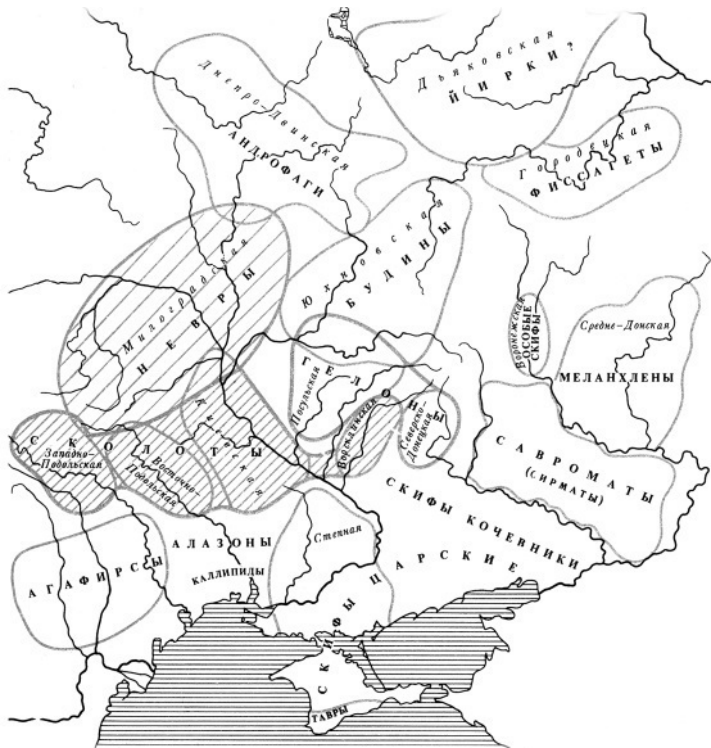 Дьяковская
ЙИРКИ?
Днепро-Двинская
АНДРОФАГИ
Городецкая
ФИССАГЕТЫ
Милоградская
НЕВРЫ
Юхновская
БУДИНЫ
Воронежская
ОСОБЫЕ
СКИФЫ
Средне-Донская
МЕЛАНХЛЕНЫ
ГЕЛОНЫ
Посульская
Ворсклинская
Северско-
Донецкая
СКОЛОТЫ
Западно-
Подольская
Восточно-
Подольская
Киевская
САВРОМАТЫ
(СИРМАТЫ)
СКИФЫ КОЧЕВНИКИ
СКИФЫ ЦАРСКИЕ
Степная
АЛАЗОНЫ
КАЛЛИПИДЫ
АГАФИРСЫ
ТАВРЫ